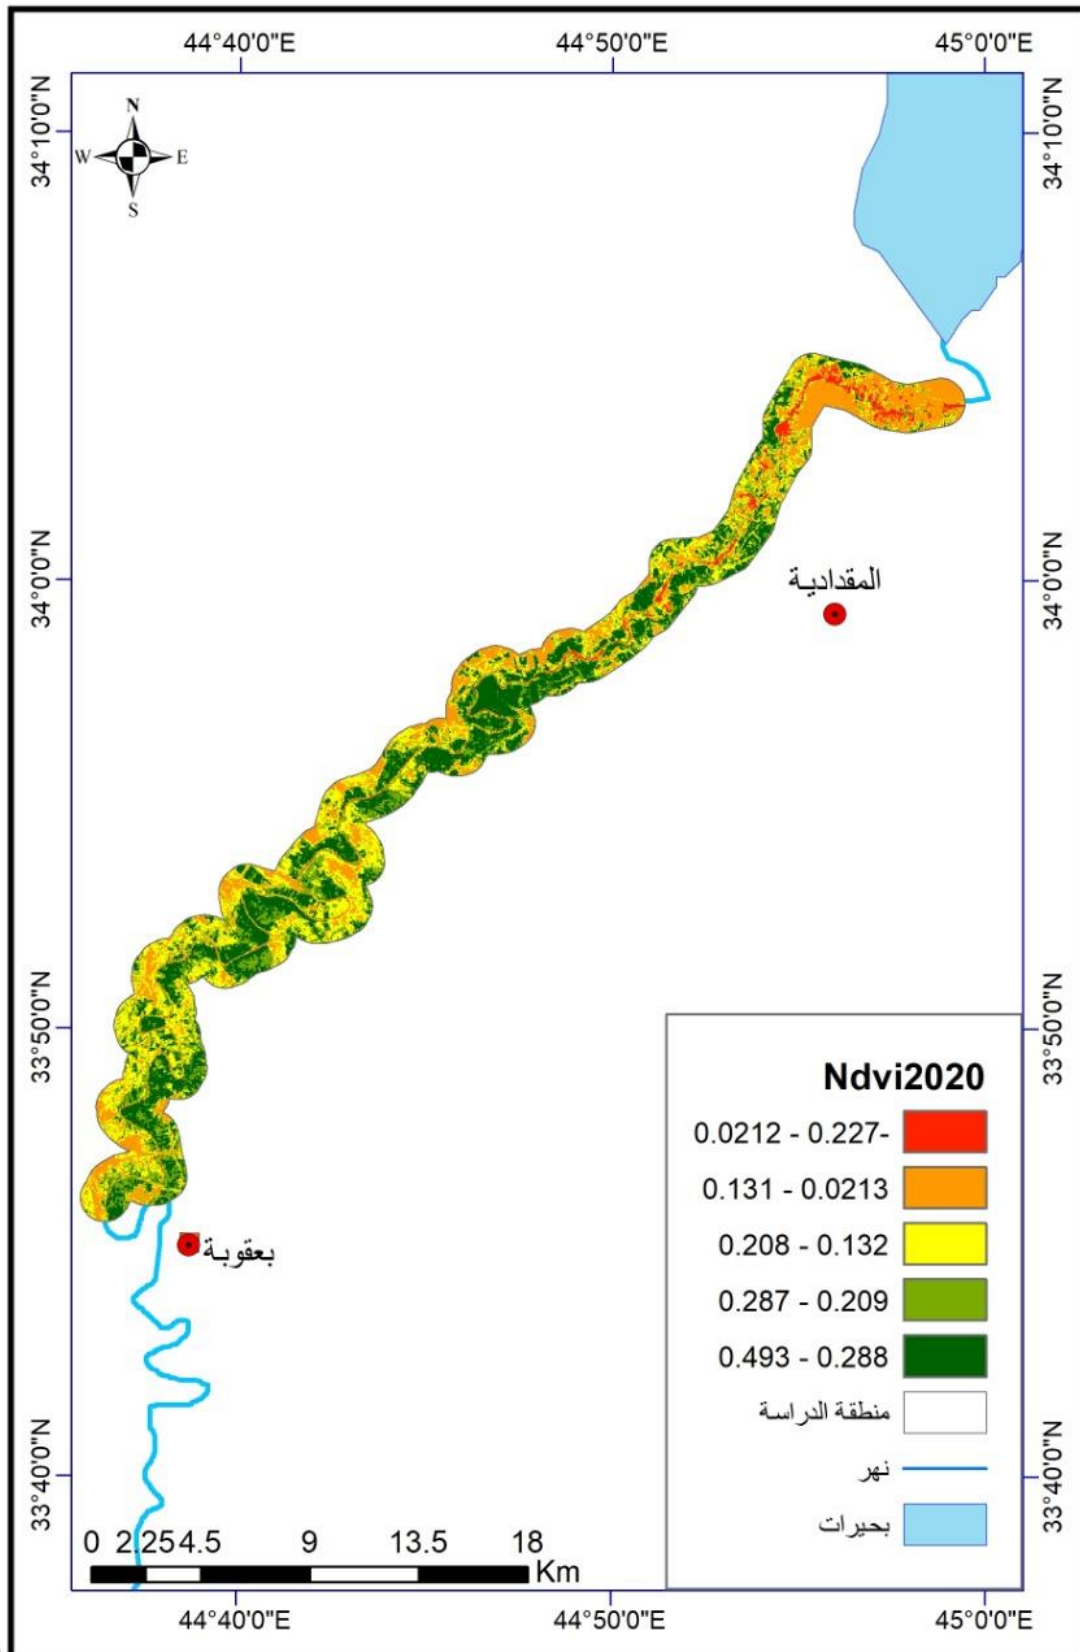 44°40'0"E
44°50'0"E
45°0'0"E
34°10'0"N
34°10'0"N
N
W
E
S
المقدادية
34°0'0"N
34°0'0"N
33°50'0"N
33°50'0"N
بعقوبة
Ndvi2020
0.0212 - 0.227-
0.131 - 0.0213
0.208 - 0.132
0.287 - 0.209
0.493 - 0.288
منطقة الدراسة
نهر
بحيرات
33°40'0"N
33°40'0"N
0 2.25 4.5 9 13.5 18
Km
44°40'0"E
44°50'0"E
45°0'0"E